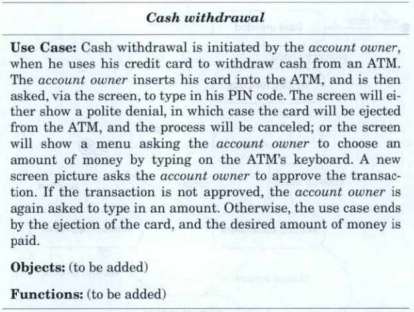 Cash withdrawal
Use Case: Cash withdrawal is initiated by the account owner,
when he uses his credit card to withdraw cash from an ATM.
The account owner inserts his card into the ATM, and is then
asked, via the screen, to type in his PIN code. The screen will ei-
ther show a polite denial, in which case the card will be ejected
from the ATM, and the process will be canceled; or the screen
will show a menu asking the account owner to choose an
amount of money by typing on the ATM's keyboard. A new
screen picture asks the account owner to approve the transac-
tion. If the transaction is not approved, the account owner is
again asked to type in an amount. Otherwise, the use case ends
by the ejection of the card, and the desired amount of money is
paid.
Objects: (to be added)
Functions: (to be added)